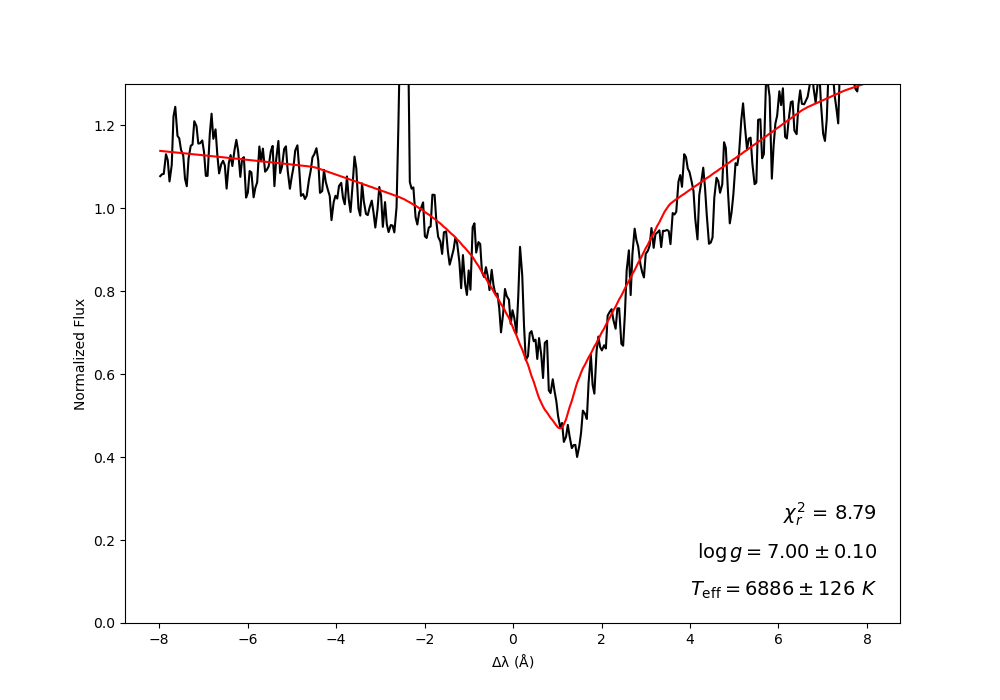 1.2
1.0
0.8
0.6
0.4
0.2
0.0
Normalized Flux
χ²ᵣ = 8.79
log g = 7.00 ± 0.10
T_eff = 6886 ± 126 K
−8 −6 −4 −2 0 2 4 6 8
Δλ (Å)